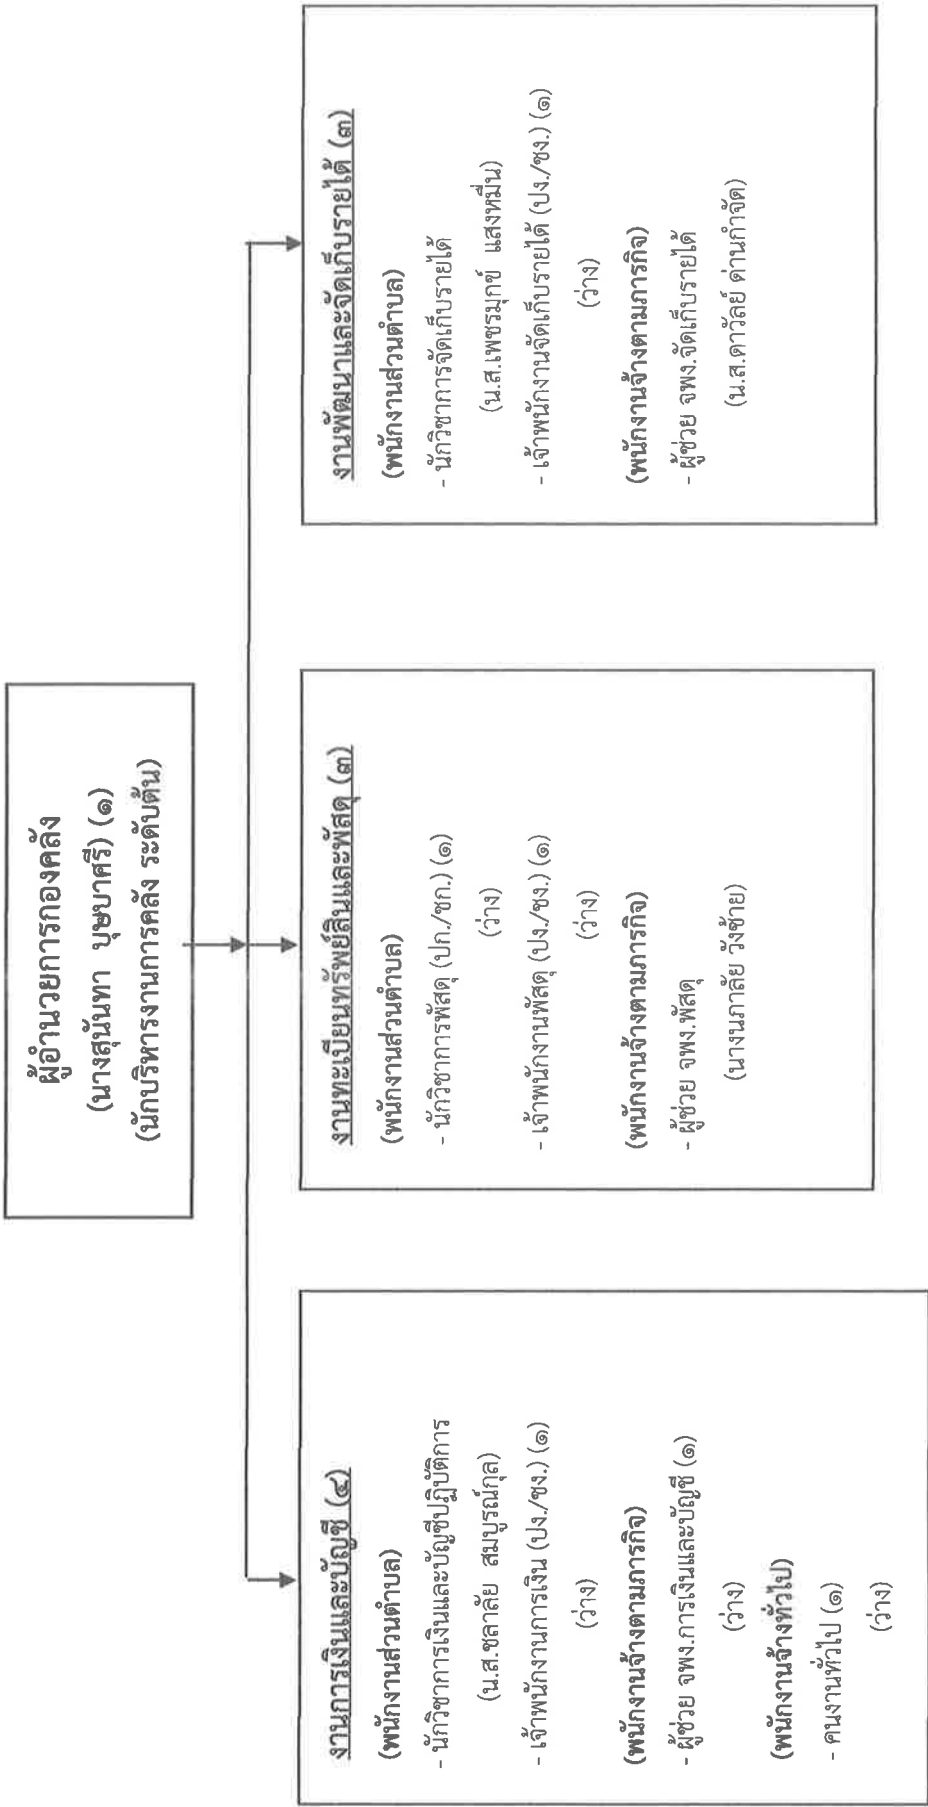 ผู้อำนวยการกองคลัง
(นางสุนันทา บุษบาศรี) (๑)
(นักบริหารงานการคลัง ระดับต้น)
งานการเงินและบัญชี (๔)
(พนักงานส่วนตำบล)
- นักวิชาการเงินและบัญชีปฏิบัติการ
(น.ส.ชลาลัย สมบูรณ์กุล)
- เจ้าพนักงานการเงิน (ปง./ชง.) (๑)
(ว่าง)
(พนักงานจ้างตามภารกิจ)
- ผู้ช่วย จพง.การเงินและบัญชี (๑)
(ว่าง)
(พนักงานจ้างทั่วไป)
- คนงานทั่วไป (๑)
(ว่าง)
งานทะเบียนทรัพย์สินและพัสดุ (๓)
(พนักงานส่วนตำบล)
- นักวิชาการพัสดุ (ปก./ชก.) (๑)
(ว่าง)
- เจ้าพนักงานพัสดุ (ปง./ชง.) (๑)
(ว่าง)
(พนักงานจ้างตามภารกิจ)
- ผู้ช่วย จพง.พัสดุ
(นางนภาลัย วังซ้าย)
งานพัฒนาและจัดเก็บรายได้ (๓)
(พนักงานส่วนตำบล)
- นักวิชาการจัดเก็บรายได้
(น.ส.เพชรมุกข์ แสงหมื่น)
- เจ้าพนักงานจัดเก็บรายได้ (ปง./ชง.) (๑)
(ว่าง)
(พนักงานจ้างตามภารกิจ)
- ผู้ช่วย จพง.จัดเก็บรายได้
(น.ส.ดาวัลย์ ด่านกำจัด)